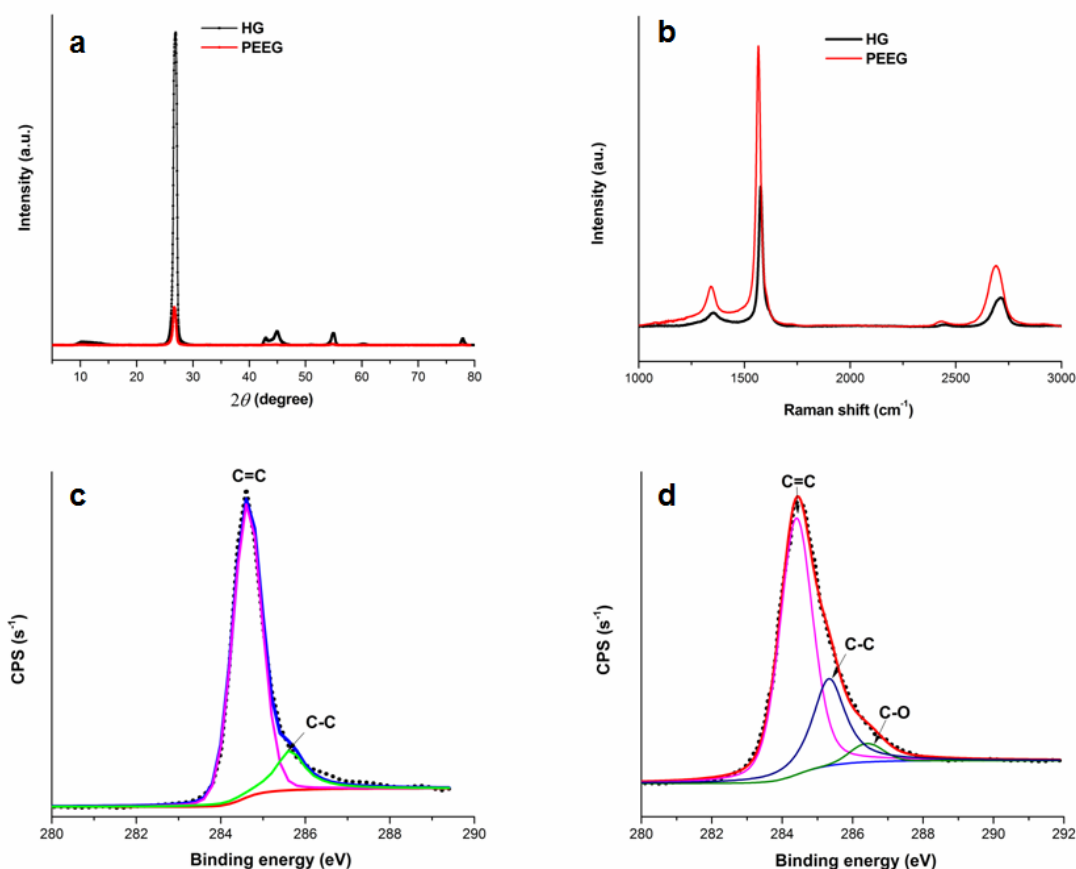 a
HG
PEEG
Intensity (a.u.)
10 20 30 40 50 60 70 80
2θ (degree)
b
HG
PEEG
Intensity (au.)
1000 1500 2000 2500 3000
Raman shift (cm⁻¹)
c
C=C
C-C
CPS (s⁻¹)
280 282 284 286 288 290
Binding energy (eV)
d
C=C
C-C
C-O
CPS (s⁻¹)
280 282 284 286 288 290 292
Binding energy (eV)